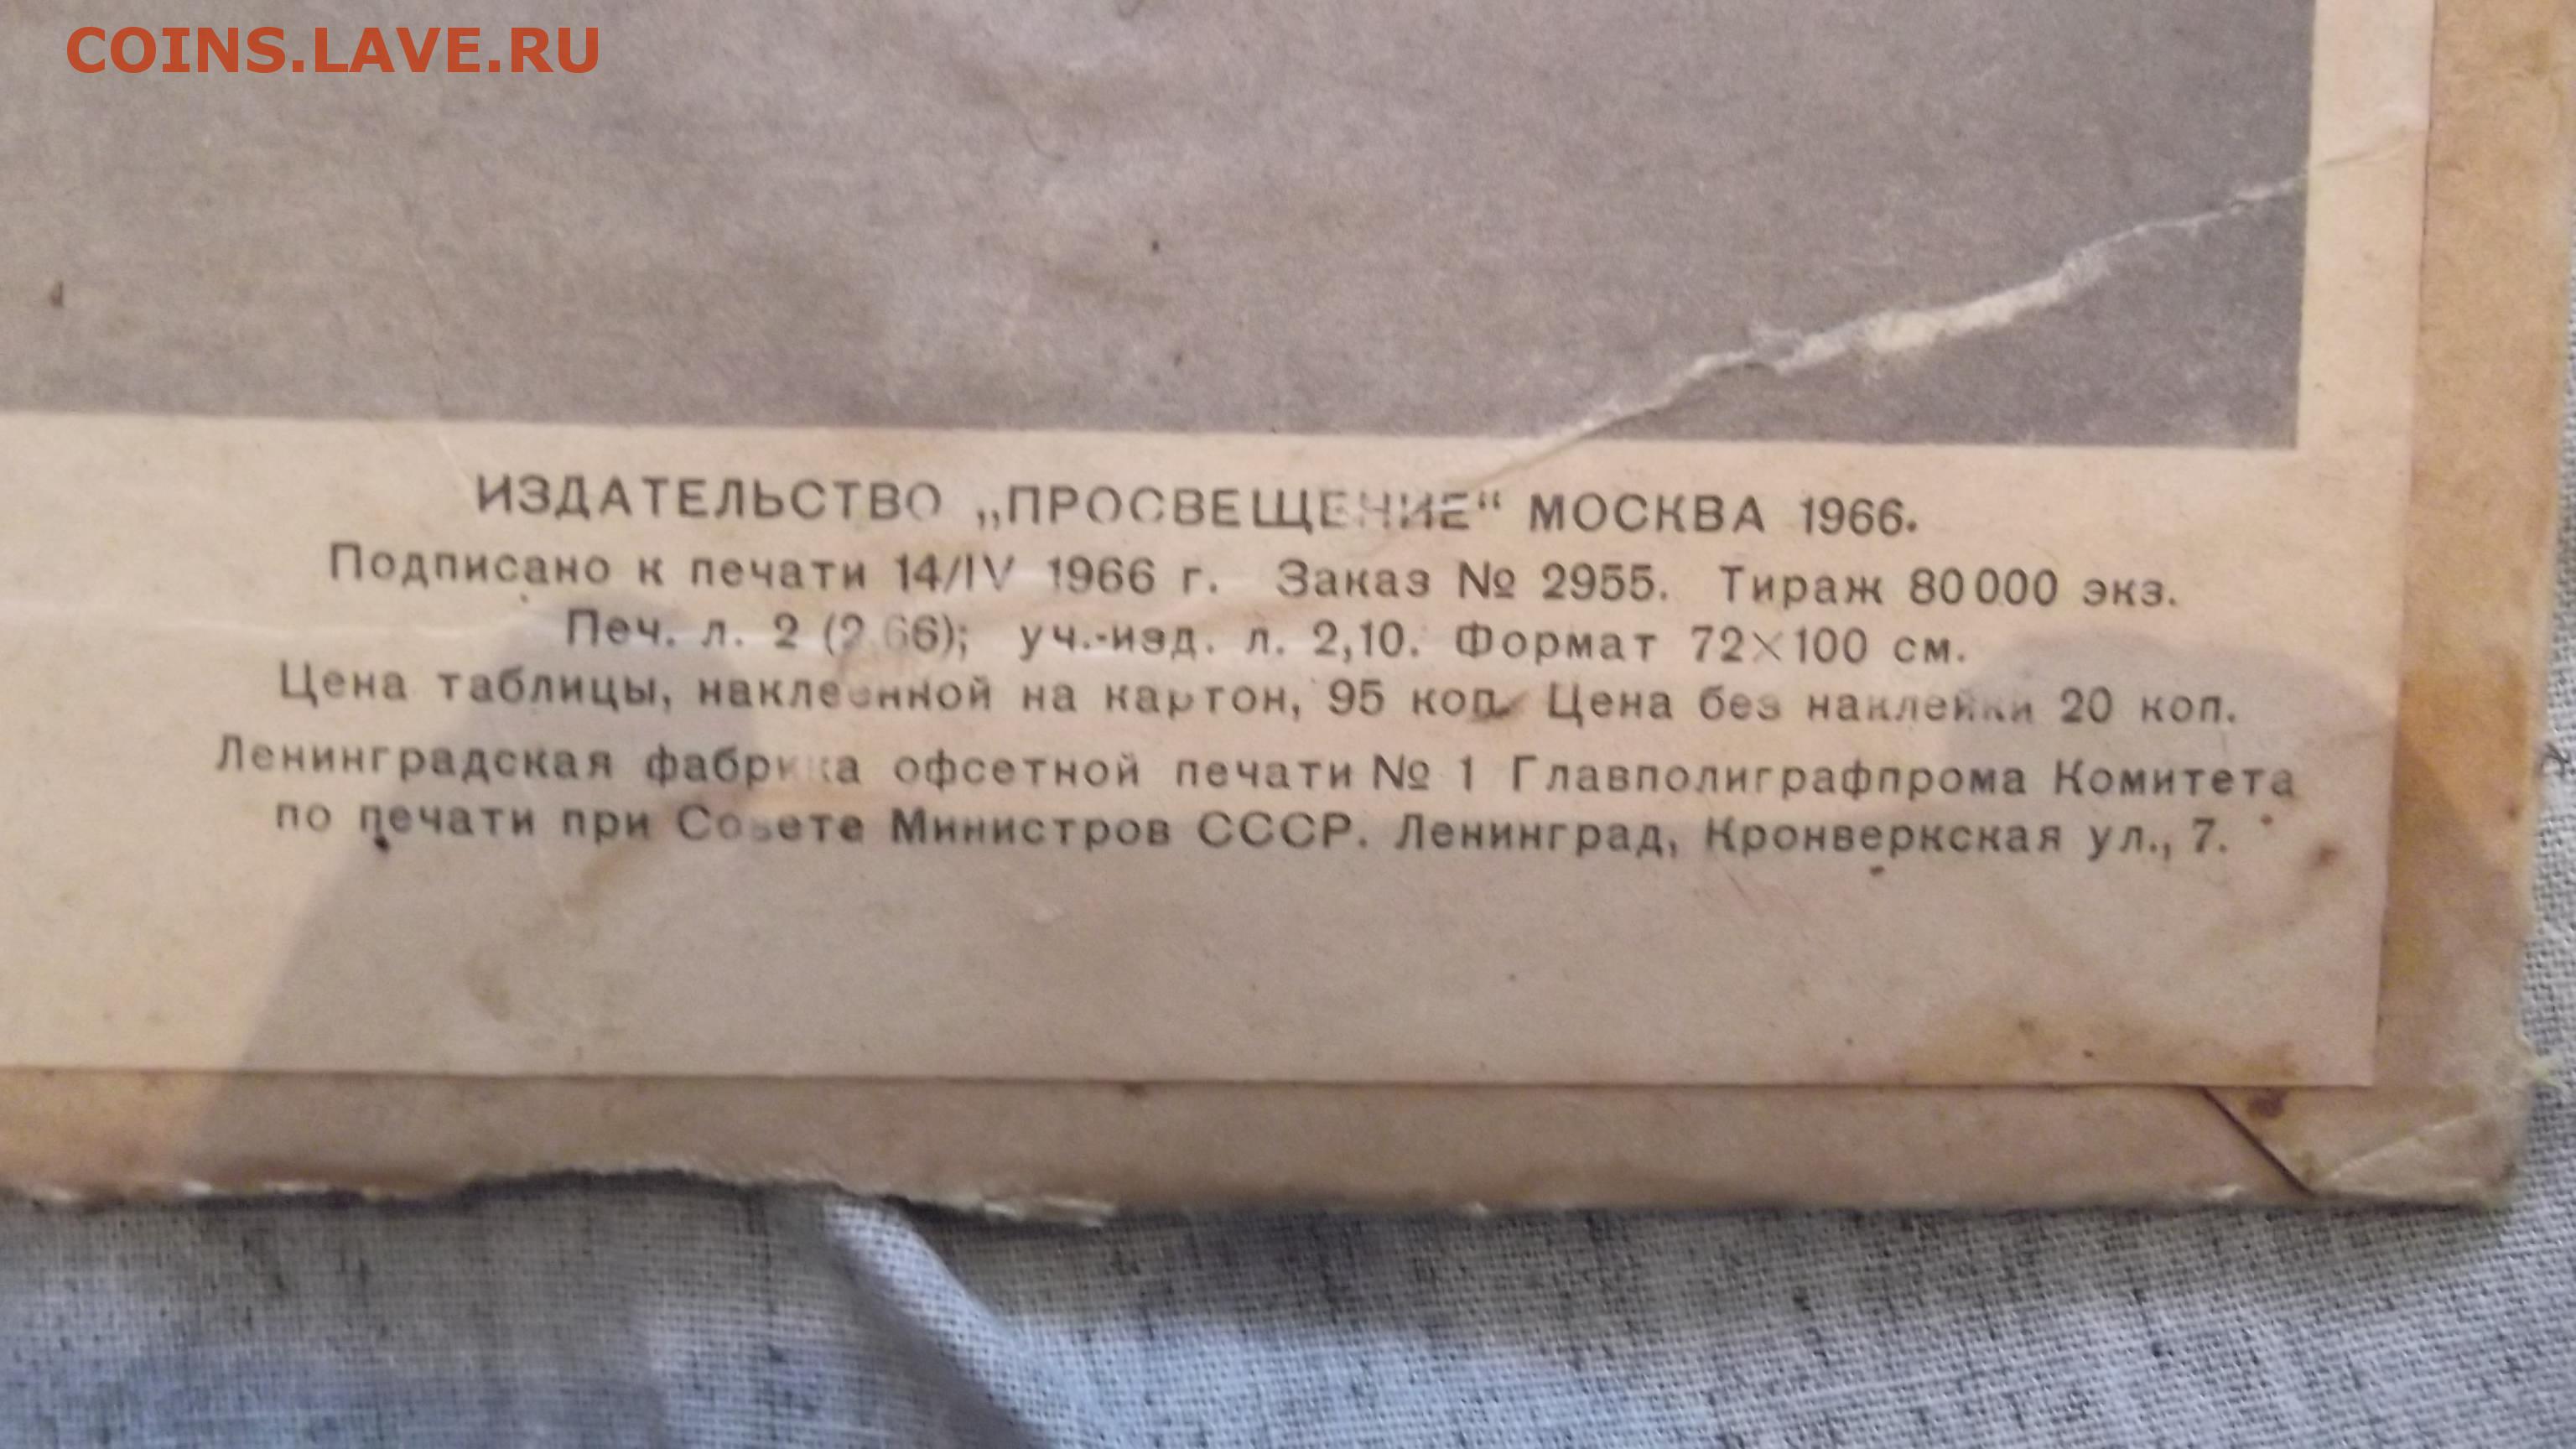 COINS.LAVE.RU
ИЗДАТЕЛЬСТВО „ПРОСВЕЩЕНИЕ“ МОСКВА 1966.
Подписано к печати 14/IV 1966 г. Заказ № 2955. Тираж 80000 экз.
Печ. л. 2 (2,66); уч.-изд. л. 2,10. Формат 72×100 см.
Цена таблицы, наклеенной на картон, 95 коп. Цена без наклейки 20 коп.
Ленинградская фабрика офсетной печати № 1 Главполиграфпрома Комитета
по печати при Совете Министров СССР. Ленинград, Кронверкская ул., 7.